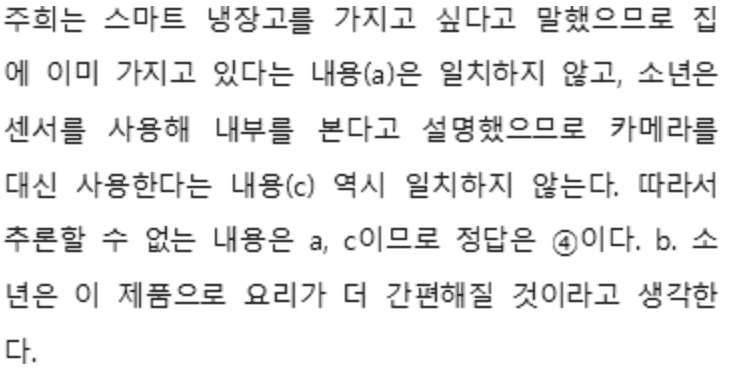 주희는 스마트 냉장고를 가지고 싶다고 말했으므로 집
에 이미 가지고 있다는 내용(a)은 일치하지 않고, 소년은
센서를 사용해 내부를 본다고 설명했으므로 카메라를
대신 사용한다는 내용(c) 역시 일치하지 않는다. 따라서
추론할 수 없는 내용은 a, c이므로 정답은 ④이다. b. 소
년은 이 제품으로 요리가 더 간편해질 것이라고 생각한
다.